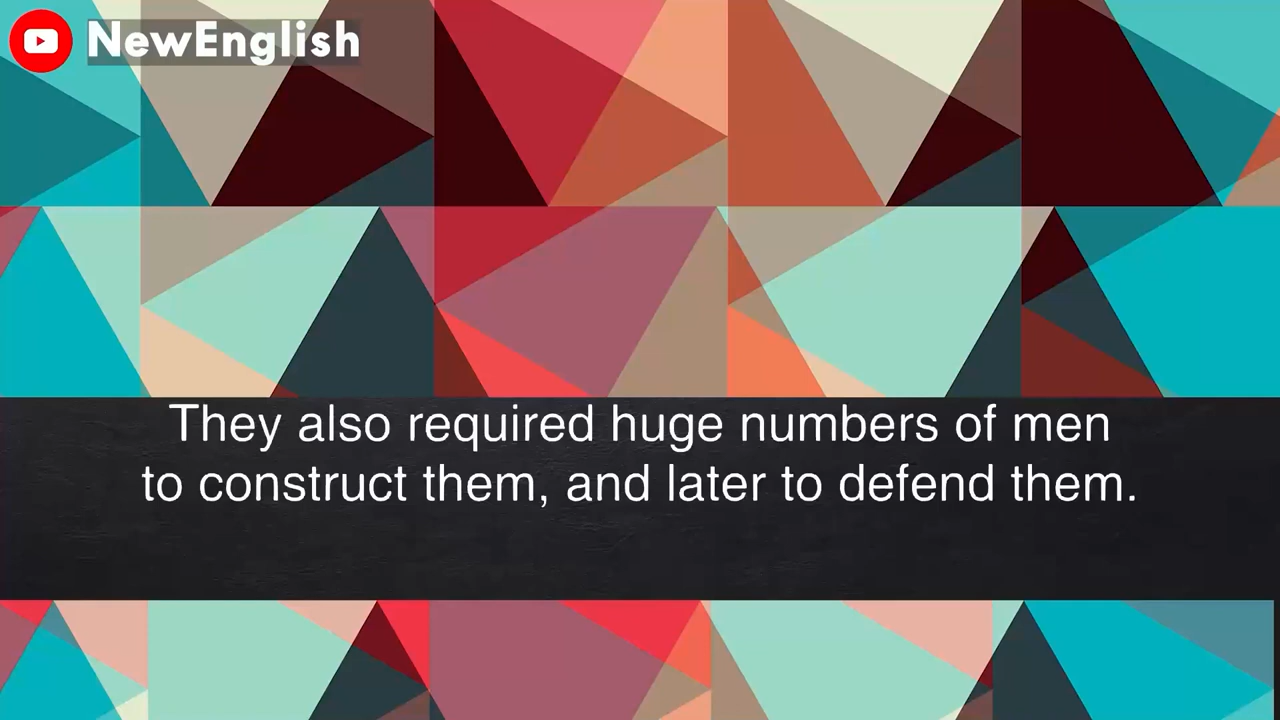 NewEnglish
They also required huge numbers of men
to construct them, and later to defend them.